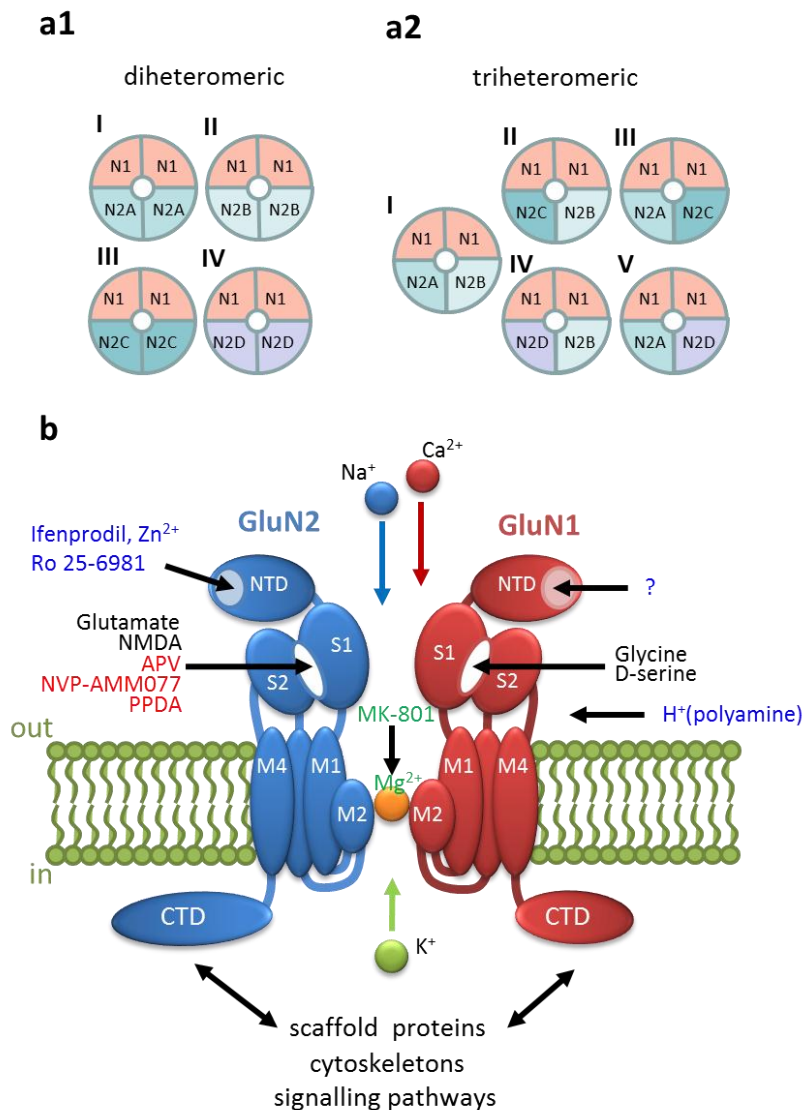 a1
a2
diheteromeric
triheteromeric
I
II
N1 N1
N2A N2A
N1 N1
N2B N2B
III
IV
N1 N1
N2C N2C
N1 N1
N2D N2D
I
N1 N1
N2A N2B
II
III
N1 N1
N2C N2B
N1 N1
N2A N2C
IV
V
N1 N1
N2D N2B
N1 N1
N2A N2D
b
Na⁺
Ca²⁺
GluN2
GluN1
Ifenprodil, Zn²⁺
Ro 25-6981
NTD
NTD
?
Glutamate
NMDA
APV
NVP-AMM077
PPDA
S1
S2
S1
S2
Glycine
D-serine
MK-801
H⁺(polyamine)
out
M4
M1
M2
Mg²⁺
M2
M1
M4
in
CTD
CTD
K⁺
scaffold proteins
cytoskeletons
signalling pathways